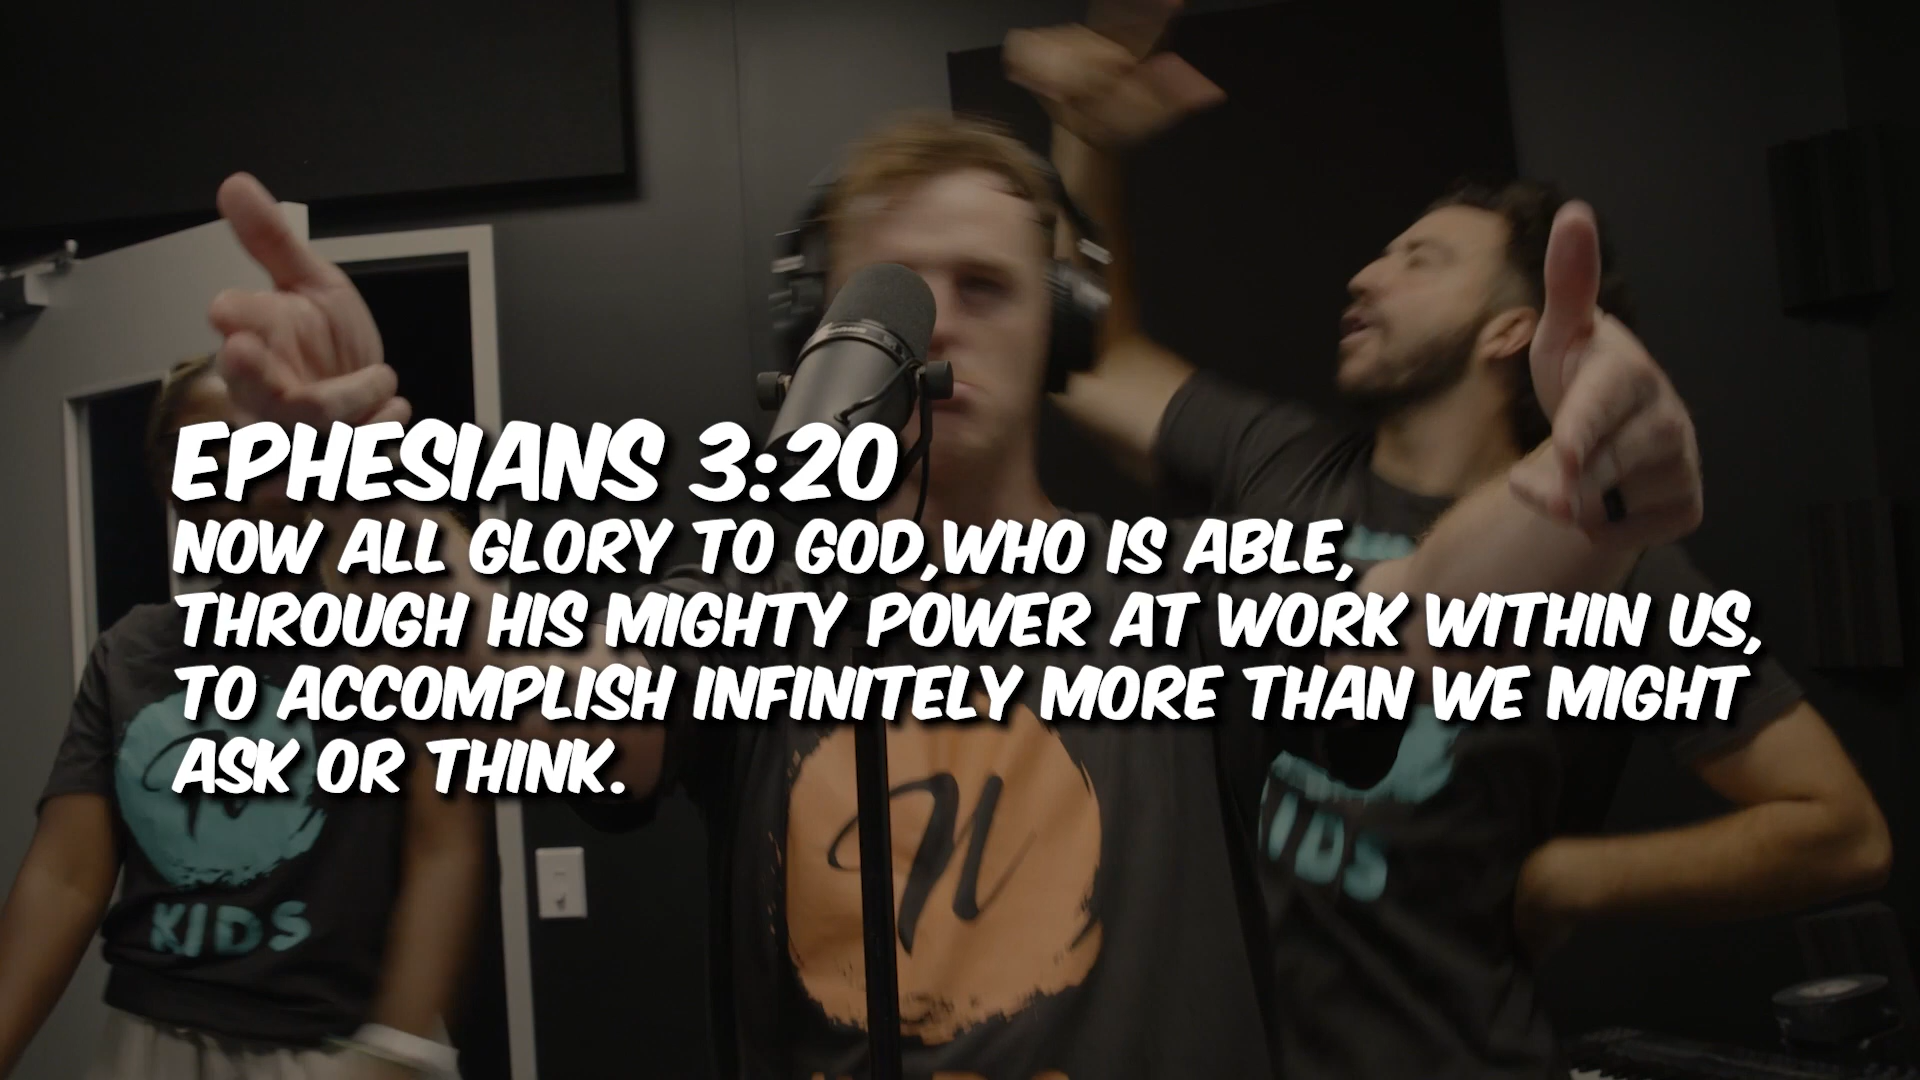 EPHESIANS 3:20
NOW ALL GLORY TO GOD,WHO IS ABLE,
THROUGH HIS MIGHTY POWER AT WORK WITHIN US,
TO ACCOMPLISH INFINITELY MORE THAN WE MIGHT
ASK OR THINK.
N
KIDS
N
KIDS